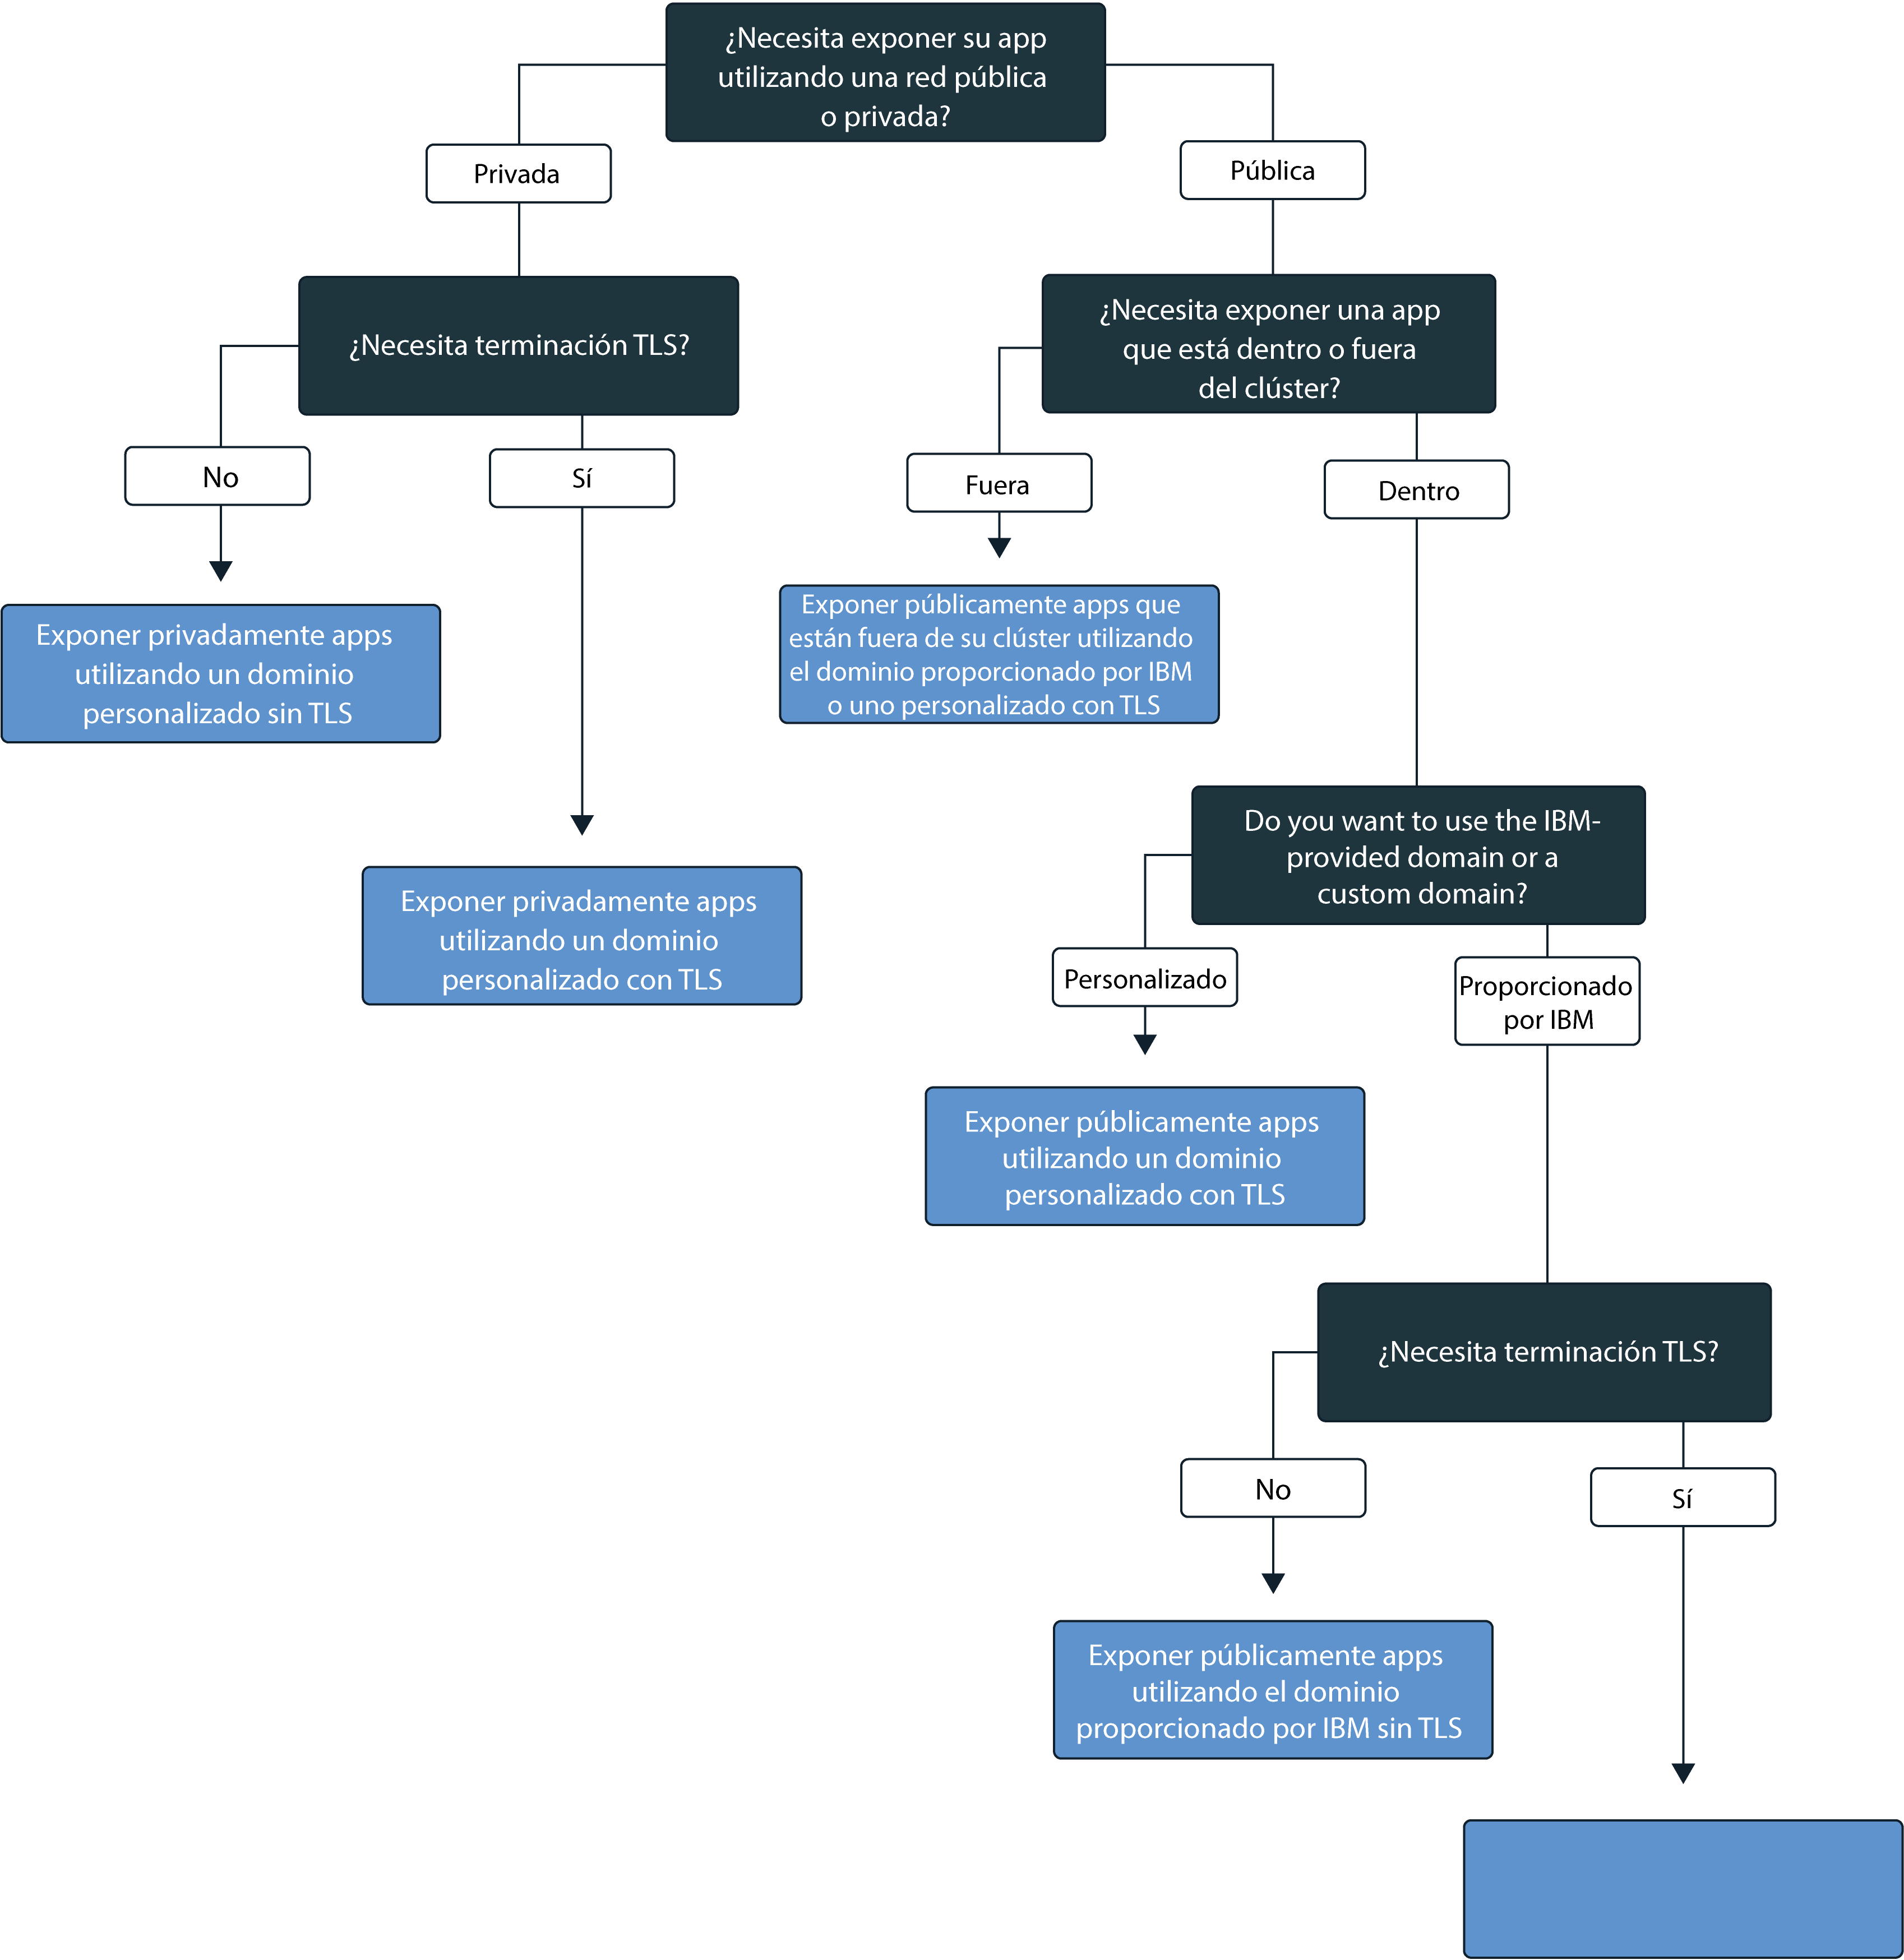 ¿Necesita exponer su app
utilizando una red pública
o privada?
Privada
Pública
¿Necesita terminación TLS?
¿Necesita exponer una app
que está dentro o fuera
del clúster?
No
Sí
Fuera
Dentro
Exponer privadamente apps
utilizando un dominio
personalizado sin TLS
Exponer públicamente apps que
están fuera de su clúster utilizando
el dominio proporcionado por IBM
o uno personalizado con TLS
Do you want to use the IBM-
provided domain or a
custom domain?
Exponer privadamente apps
utilizando un dominio
personalizado con TLS
Personalizado
Proporcionado
por IBM
Exponer públicamente apps
utilizando un dominio
personalizado con TLS
¿Necesita terminación TLS?
No
Sí
Exponer públicamente apps
utilizando el dominio
proporcionado por IBM sin TLS